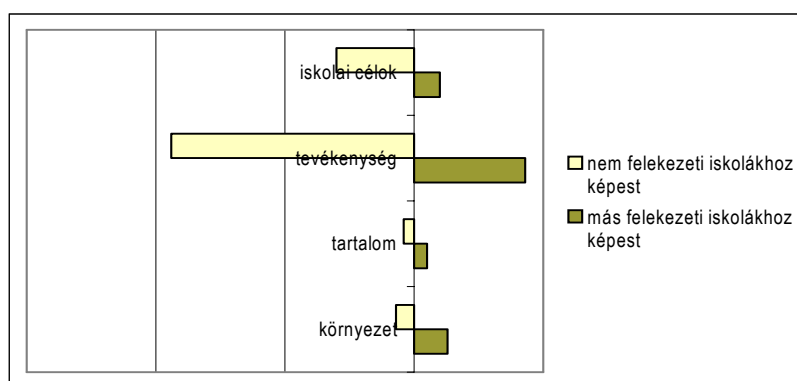 iskolai célok
tevékenység
tartalom
környezet
nem felekezeti iskolákhoz
képest
más felekezeti iskolákhoz
képest